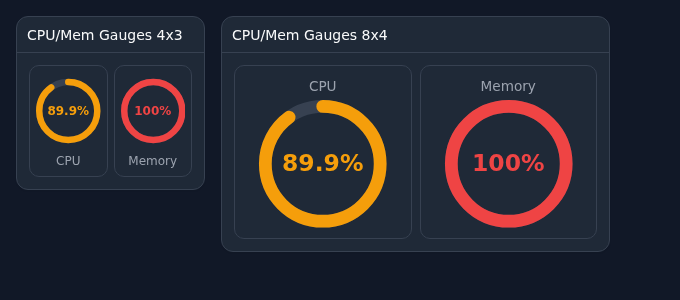 CPU/Mem Gauges 4x3
89.9%
CPU
100%
Memory
CPU/Mem Gauges 8x4
CPU
89.9%
Memory
100%